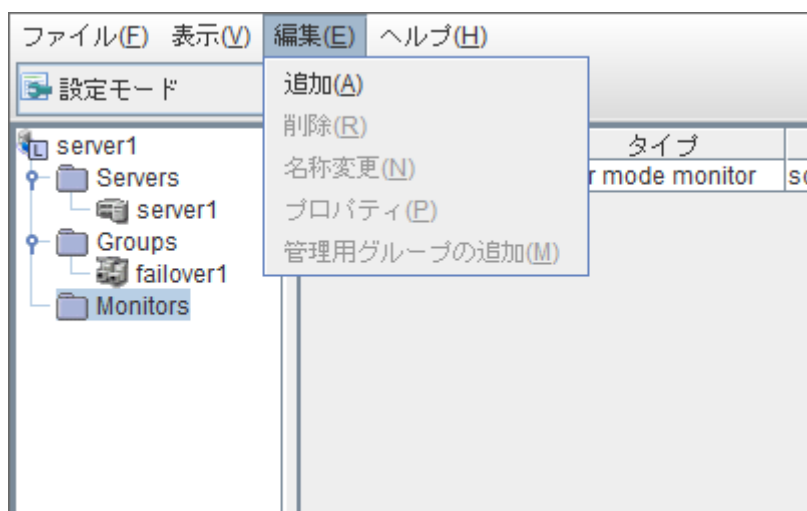 ファイル(F) 表示(V) 編集(E) ヘルプ(H)
設定モード
追加(A)
削除(R)
名称変更(N)
プロパティ(P)
管理用グループの追加(M)
server1
Servers
server1
Groups
failover1
Monitors
タイプ
r mode monitor